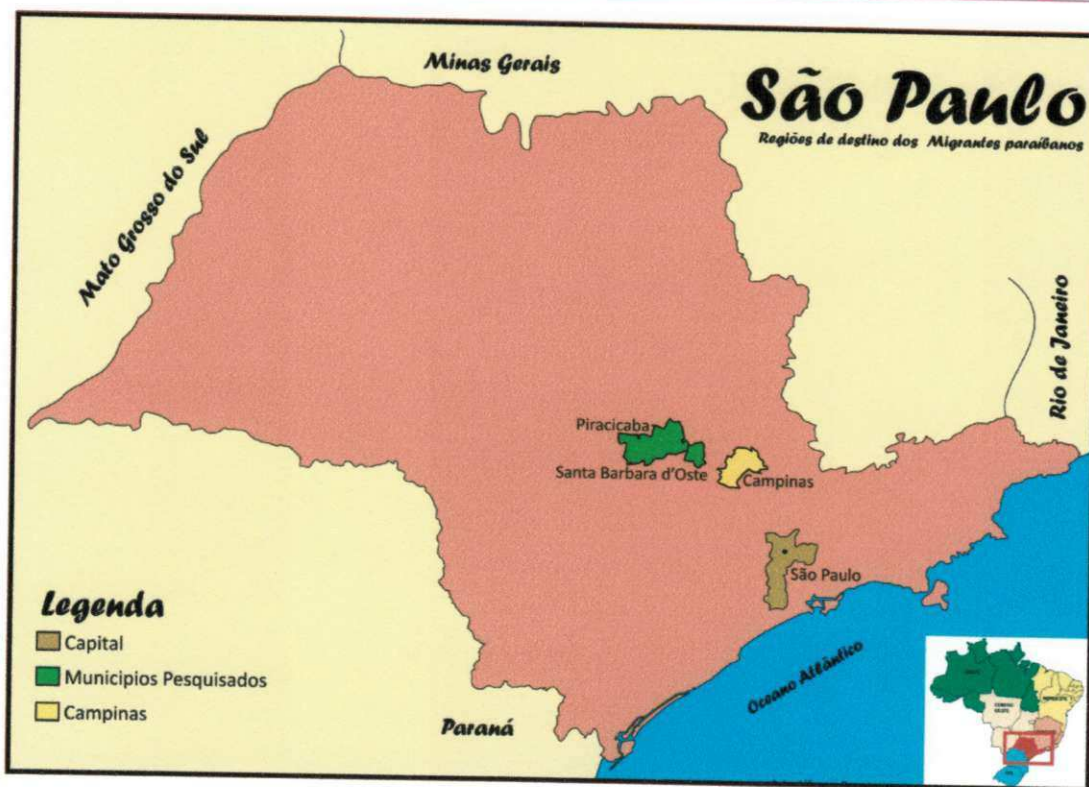 Minas Gerais
São Paulo
Regiões de destino dos Migrantes paraibanos
Mato Grosso do Sul
Rio de Janeiro
Piracicaba
Santa Barbara d'Oste
Campinas
São Paulo
Legenda
Capital
Municipios Pesquisados
Campinas
Paraná
Oceano Atlântico